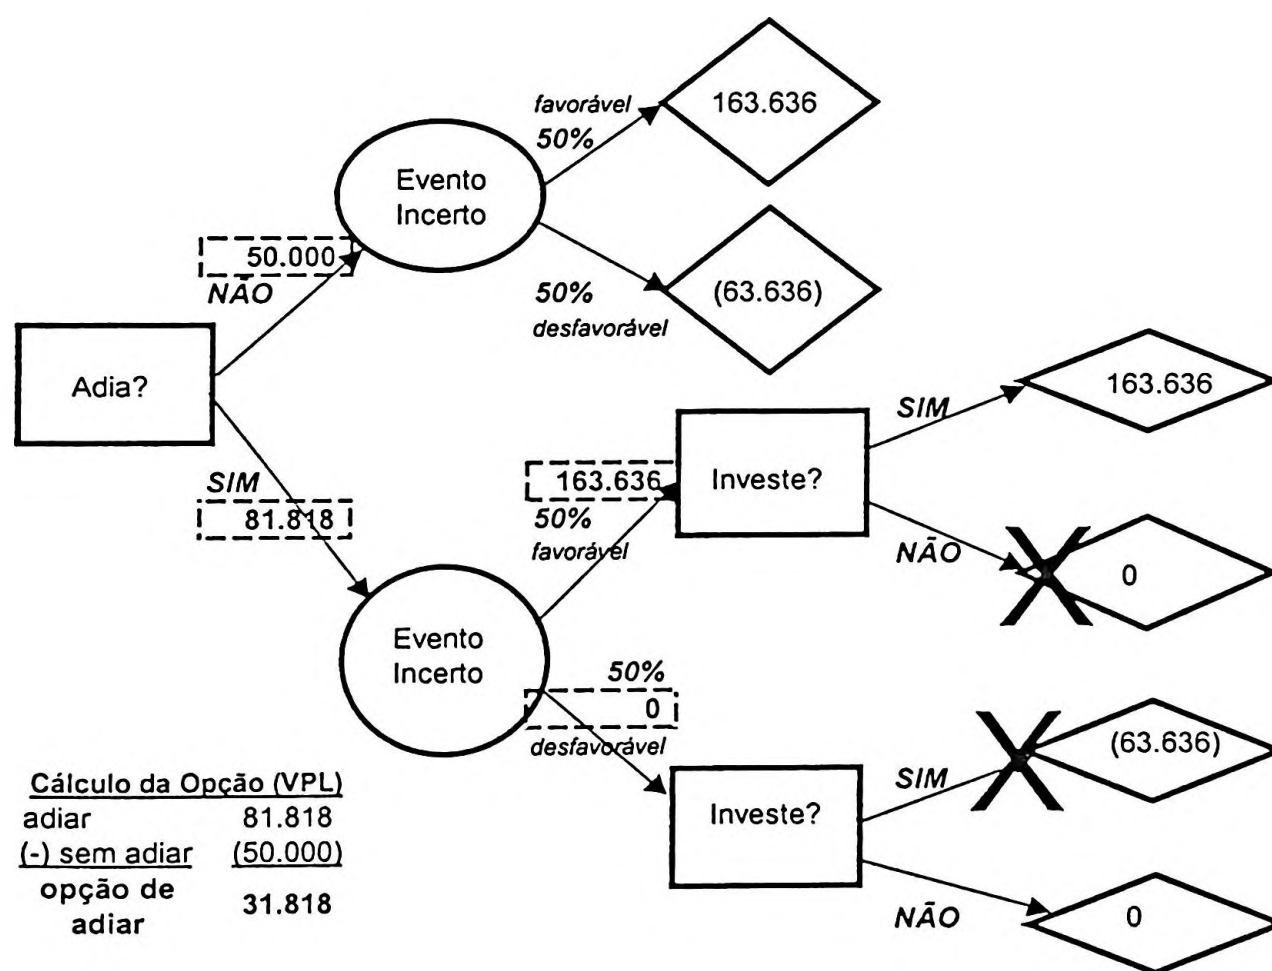 favorável
163.636
50%
Evento
Incerto
50.000
NÃO
50%
(63.636)
desfavorável
Adia?
163.636
SIM
SIM
163.636
Investe?
81.818
50%
favorável
NÃO
0
Evento
Incerto
50%
0
desfavorável
(63.636)
SIM
Investe?
NÃO
0
Cálculo da Opção (VPL)
adiar 81.818
(-) sem adiar (50.000)
opção de
adiar 31.818